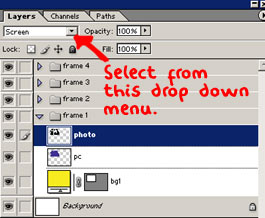 Layers Channels Paths
Screen Opacity: 100%
Lock: Fill: 100%
frame 4
Select from
this drop down
menu.
frame 3
frame 2
frame 1
photo
pc
bg1
Background